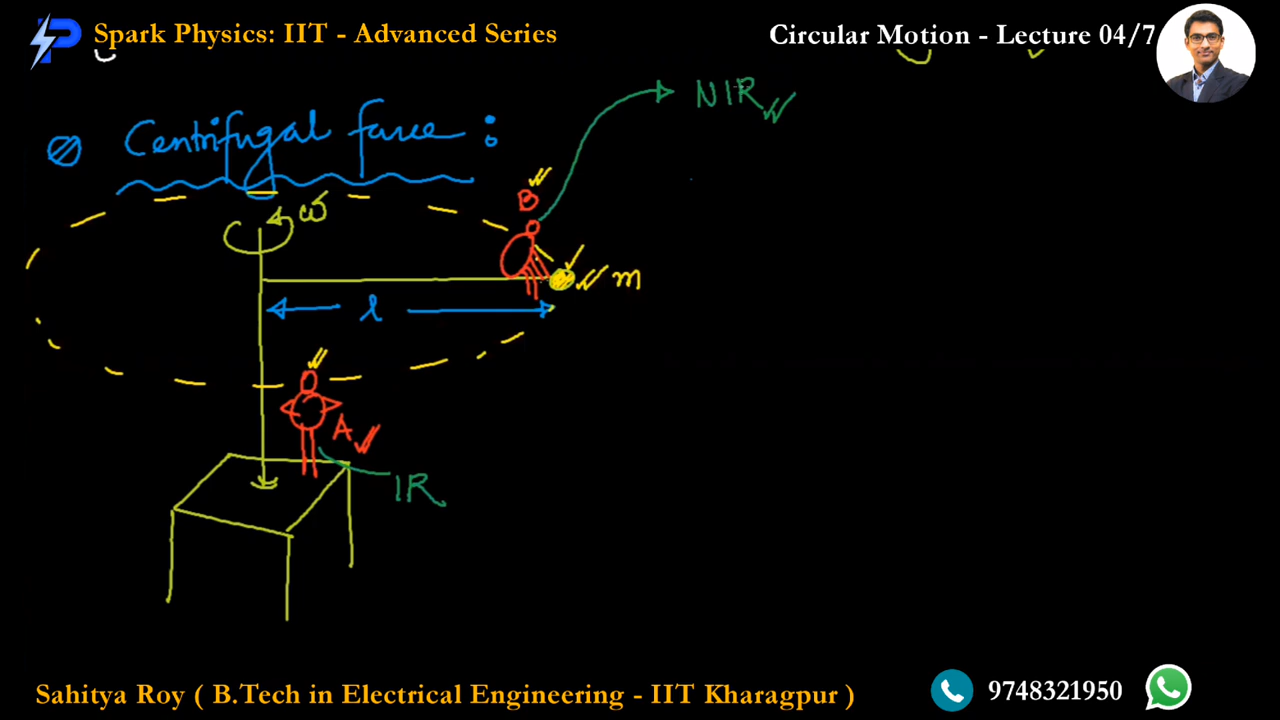 Spark Physics: IIT - Advanced Series
Circular Motion - Lecture 04/7
NIR
Centrifugal force :
ω
B
m
l
A
IR
Sahitya Roy ( B.Tech in Electrical Engineering - IIT Kharagpur )
9748321950